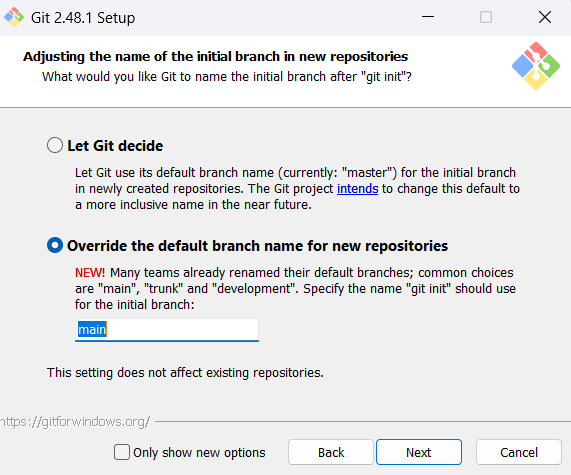 Git 2.48.1 Setup
Adjusting the name of the initial branch in new repositories
What would you like Git to name the initial branch after "git init"?
Let Git decide
Let Git use its default branch name (currently: "master") for the initial branch
in newly created repositories. The Git project intends to change this default to
a more inclusive name in the near future.
Override the default branch name for new repositories
NEW! Many teams already renamed their default branches; common choices
are "main", "trunk" and "development". Specify the name "git init" should use
for the initial branch:
main
This setting does not affect existing repositories.
https://gitforwindows.org/
Only show new options
Back
Next
Cancel